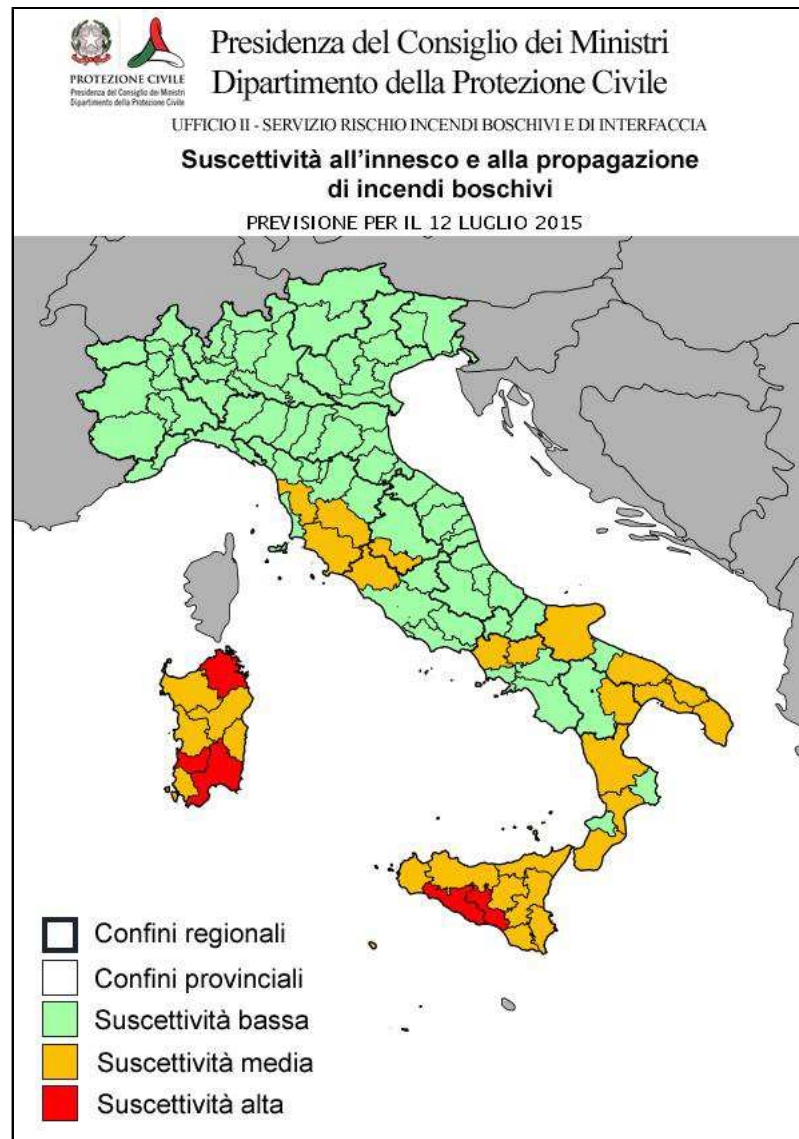 Presidenza del Consiglio dei Ministri
Dipartimento della Protezione Civile
PROTEZIONE CIVILE
Presidenza del Consiglio dei Ministri
Dipartimento della Protezione Civile
UFFICIO II - SERVIZIO RISCHIO INCENDI BOSCHIVI E DI INTERFACCIA
Suscettività all'innesco e alla propagazione
di incendi boschivi
PREVISIONE PER IL 12 LUGLIO 2015
Confini regionali
Confini provinciali
Suscettività bassa
Suscettività media
Suscettività alta